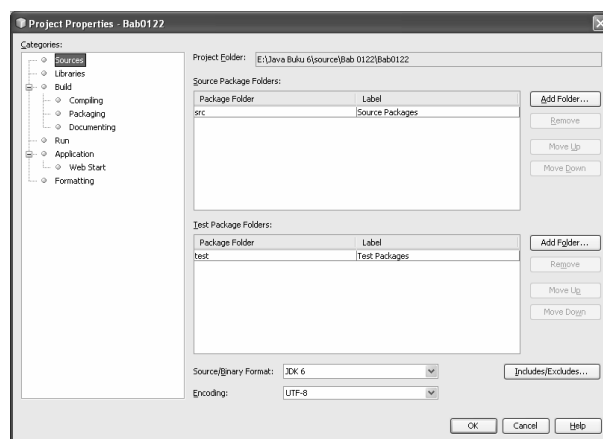 Project Properties - Bab0122
Categories:
Sources
Libraries
Build
Compiling
Packaging
Documenting
Run
Application
Web Start
Formatting
Project Folder: E:\Java Buku 6\source\Bab 0122\Bab0122
Source Package Folders:
Package Folder Label
src Source Packages
Add Folder...
Remove
Move Up
Move Down
Test Package Folders:
Package Folder Label
test Test Packages
Add Folder...
Remove
Move Up
Move Down
Source/Binary Format: JDK 6
Includes/Excludes...
Encoding: UTF-8
OK Cancel Help